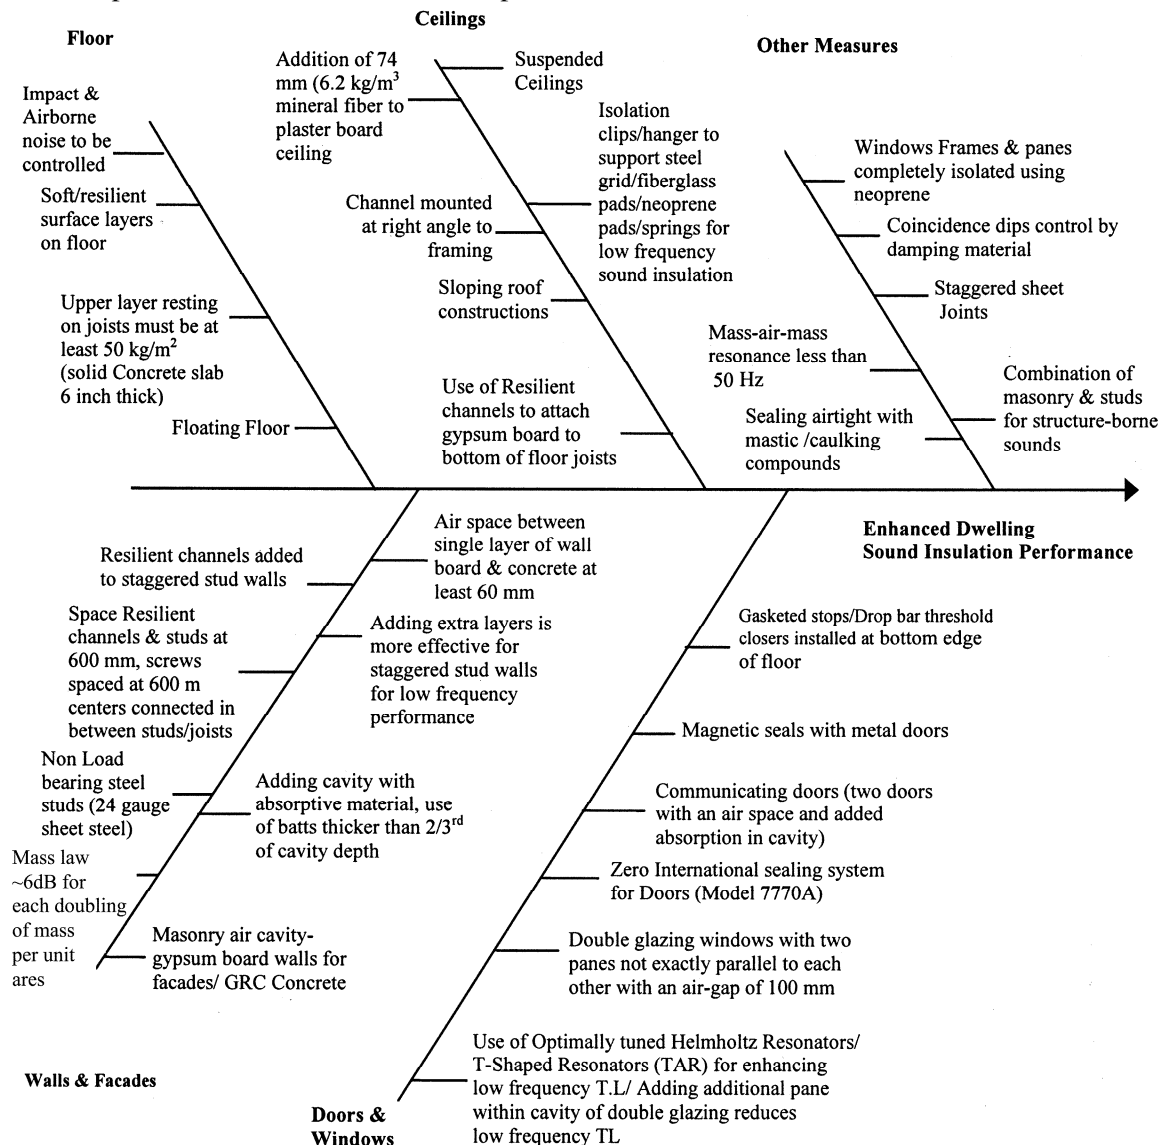 Floor
Impact &
Airborne
noise to be
controlled
Soft/resilient
surface layers
on floor
Upper layer resting
on joists must be at
least 50 kg/m²
(solid Concrete slab
6 inch thick)
Floating Floor
Ceilings
Addition of 74
mm (6.2 kg/m³
mineral fiber to
plaster board
ceiling
Suspended
Ceilings
Isolation
clips/hanger to
support steel
grid/fiberglass
pads/neoprene
pads/springs for
low frequency
sound insulation
Channel mounted
at right angle to
framing
Sloping roof
constructions
Use of Resilient
channels to attach
gypsum board to
bottom of floor joists
Other Measures
Windows Frames & panes
completely isolated using
neoprene
Coincidence dips control by
damping material
Staggered sheet
Joints
Mass-air-mass
resonance less than
50 Hz
Combination of
masonry & studs
for structure-borne
sounds
Sealing airtight with
mastic /caulking
compounds
Enhanced Dwelling
Sound Insulation Performance
Air space between
single layer of wall
board & concrete at
least 60 mm
Resilient channels added
to staggered stud walls
Adding extra layers is
more effective for
staggered stud walls
for low frequency
performance
Space Resilient
channels & studs at
600 mm, screws
spaced at 600 m
centers connected in
between studs/joists
Non Load
bearing steel
studs (24 gauge
sheet steel)
Adding cavity with
absorptive material, use
of batts thicker than 2/3rd
of cavity depth
Mass law
~6dB for
each doubling
of mass
per unit
ares
Masonry air cavity-
gypsum board walls for
facades/ GRC Concrete
Walls & Facades
Gasketed stops/Drop bar threshold
closers installed at bottom edge
of floor
Magnetic seals with metal doors
Communicating doors (two doors
with an air space and added
absorption in cavity)
Zero International sealing system
for Doors (Model 7770A)
Double glazing windows with two
panes not exactly parallel to each
other with an air-gap of 100 mm
Use of Optimally tuned Helmholtz Resonators/
T-Shaped Resonators (TAR) for enhancing
low frequency T.L/ Adding additional pane
within cavity of double glazing reduces
low frequency TL
Doors &
Windows